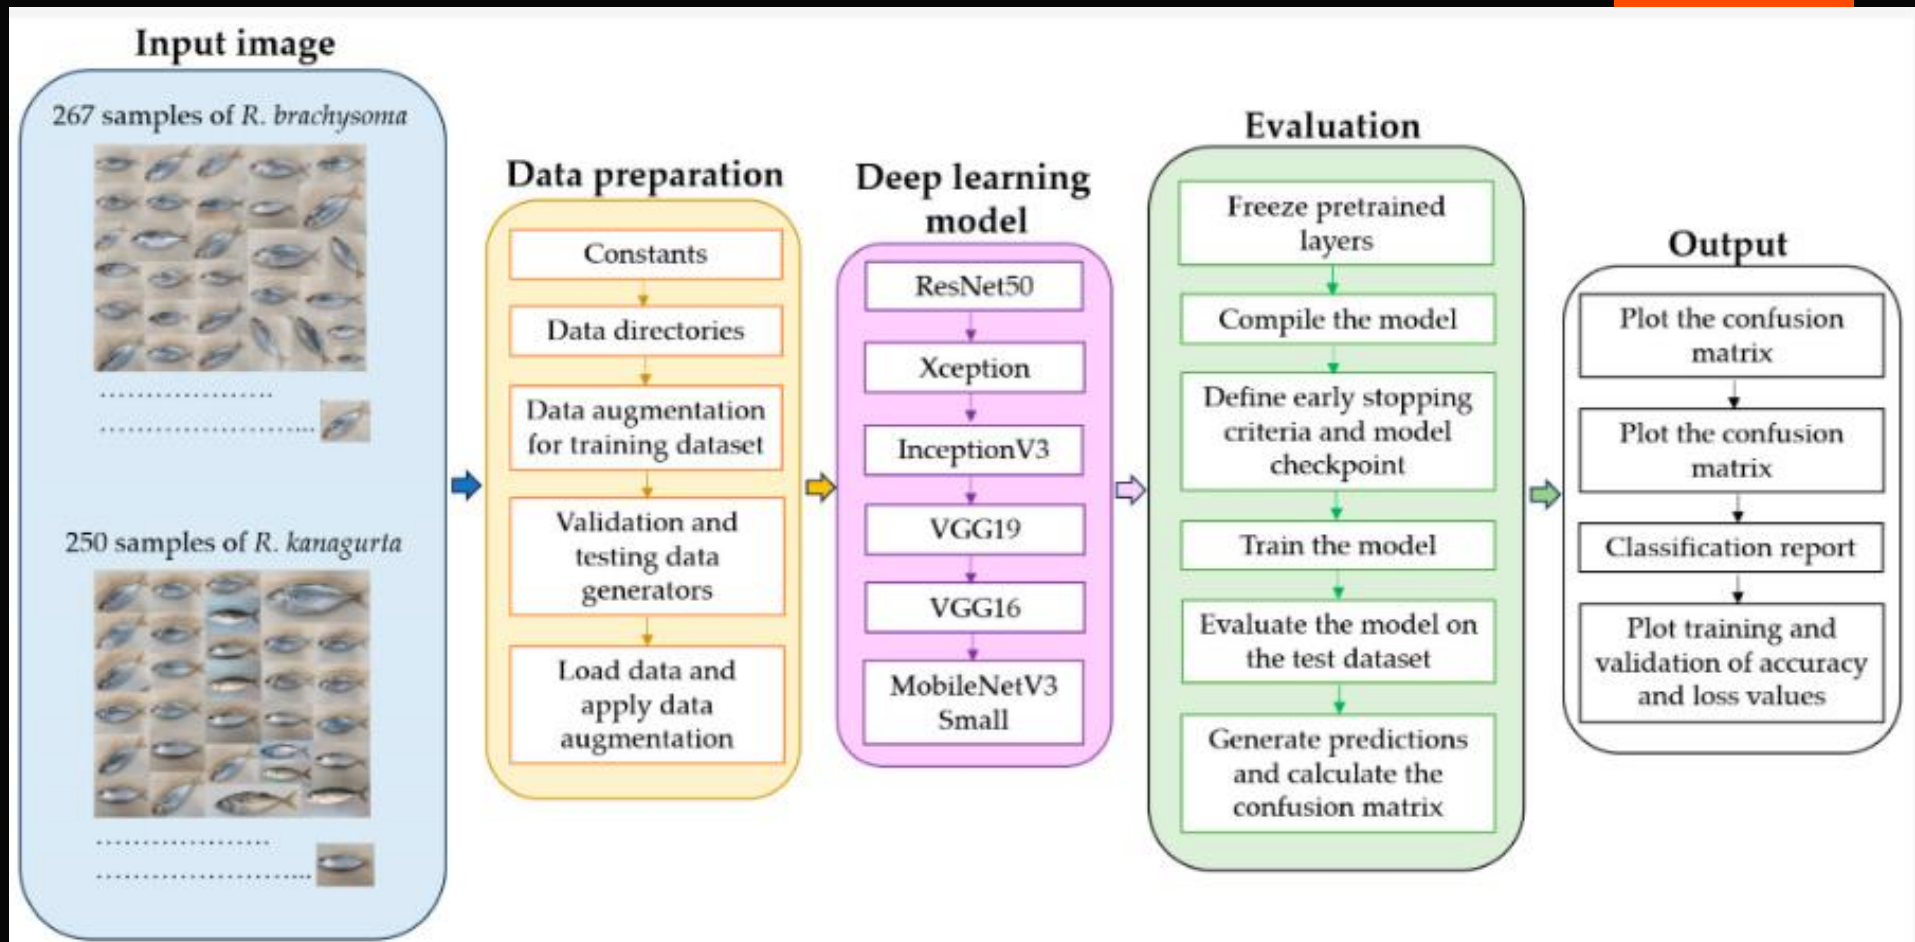 Input image
267 samples of R. brachysoma
250 samples of R. kanagurta
Data preparation
Constants
Data directories
Data augmentation
for training dataset
Validation and
testing data
generators
Load data and
apply data
augmentation
Deep learning
model
ResNet50
Xception
InceptionV3
VGG19
VGG16
MobileNetV3
Small
Evaluation
Freeze pretrained
layers
Compile the model
Define early stopping
criteria and model
checkpoint
Train the model
Evaluate the model on
the test dataset
Generate predictions
and calculate the
confusion matrix
Output
Plot the confusion
matrix
Plot the confusion
matrix
Classification report
Plot training and
validation of accuracy
and loss values